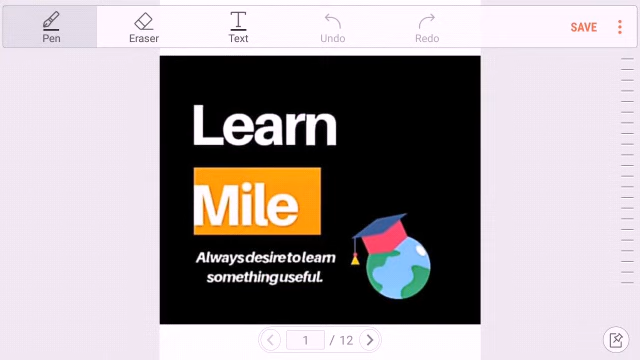 Pen Eraser Text Undo Redo SAVE
Learn
Mile
Always desire to learn
something useful.
1 / 12